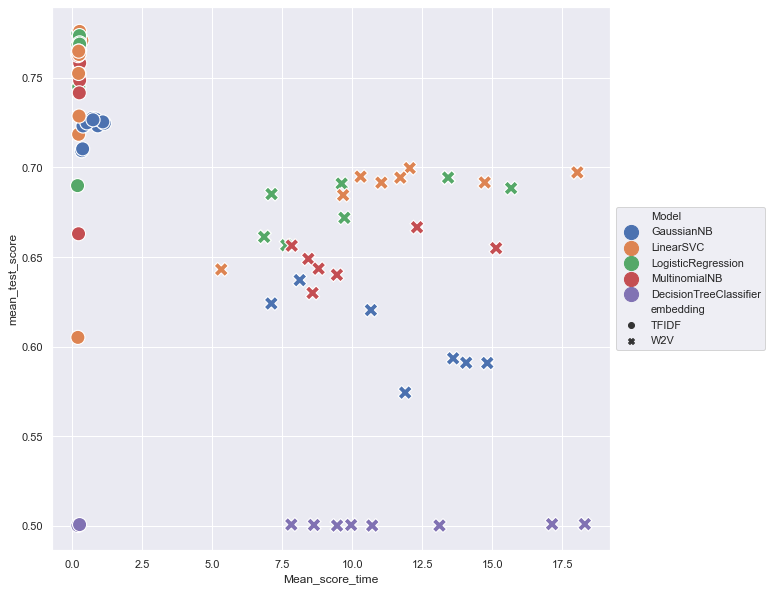 0.75
0.70
0.65
0.60
0.55
0.50
mean_test_score
0.0
2.5
5.0
7.5
10.0
12.5
15.0
17.5
Mean_score_time
Model
GaussianNB
LinearSVC
LogisticRegression
MultinomialNB
DecisionTreeClassifier
embedding
TFIDF
W2V